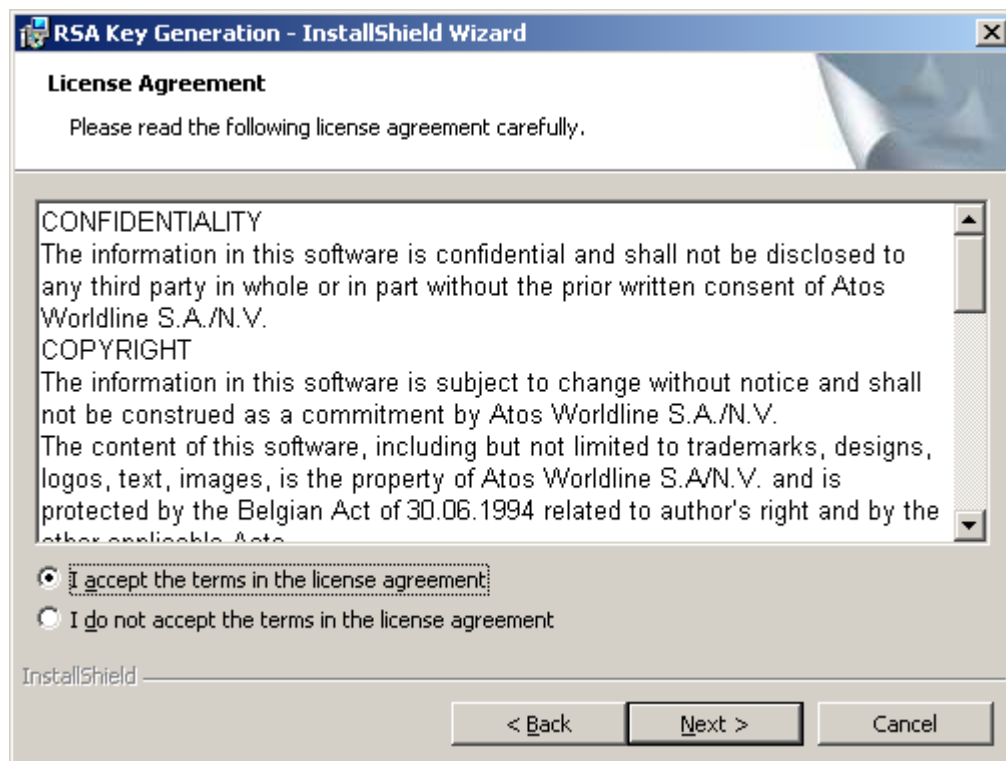 RSA Key Generation - InstallShield Wizard
License Agreement
Please read the following license agreement carefully.
CONFIDENTIALITY
The information in this software is confidential and shall not be disclosed to
any third party in whole or in part without the prior written consent of Atos
Worldline S.A./N.V.
COPYRIGHT
The information in this software is subject to change without notice and shall
not be construed as a commitment by Atos Worldline S.A./N.V.
The content of this software, including but not limited to trademarks, designs,
logos, text, images, is the property of Atos Worldline S.A/N.V. and is
protected by the Belgian Act of 30.06.1994 related to author's right and by the
other applicable Acts
I accept the terms in the license agreement
I do not accept the terms in the license agreement
InstallShield
< Back
Next >
Cancel